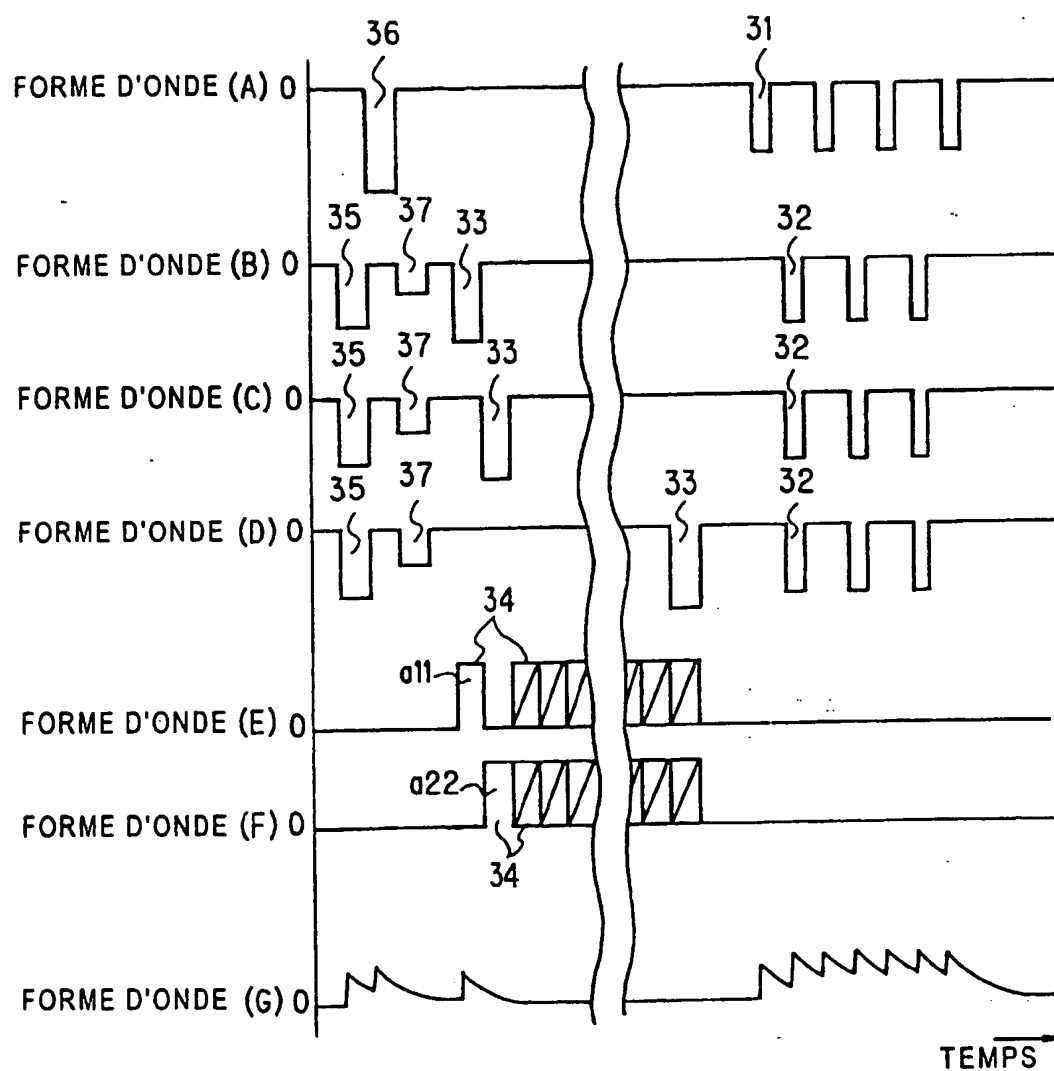 36
31
FORME D'ONDE (A) 0
35 37 33 32
FORME D'ONDE (B) 0
35 37 33 32
FORME D'ONDE (C) 0
35 37 33 32
FORME D'ONDE (D) 0
34
a11
FORME D'ONDE (E) 0
a22
FORME D'ONDE (F) 0
34
FORME D'ONDE (G) 0
TEMPS